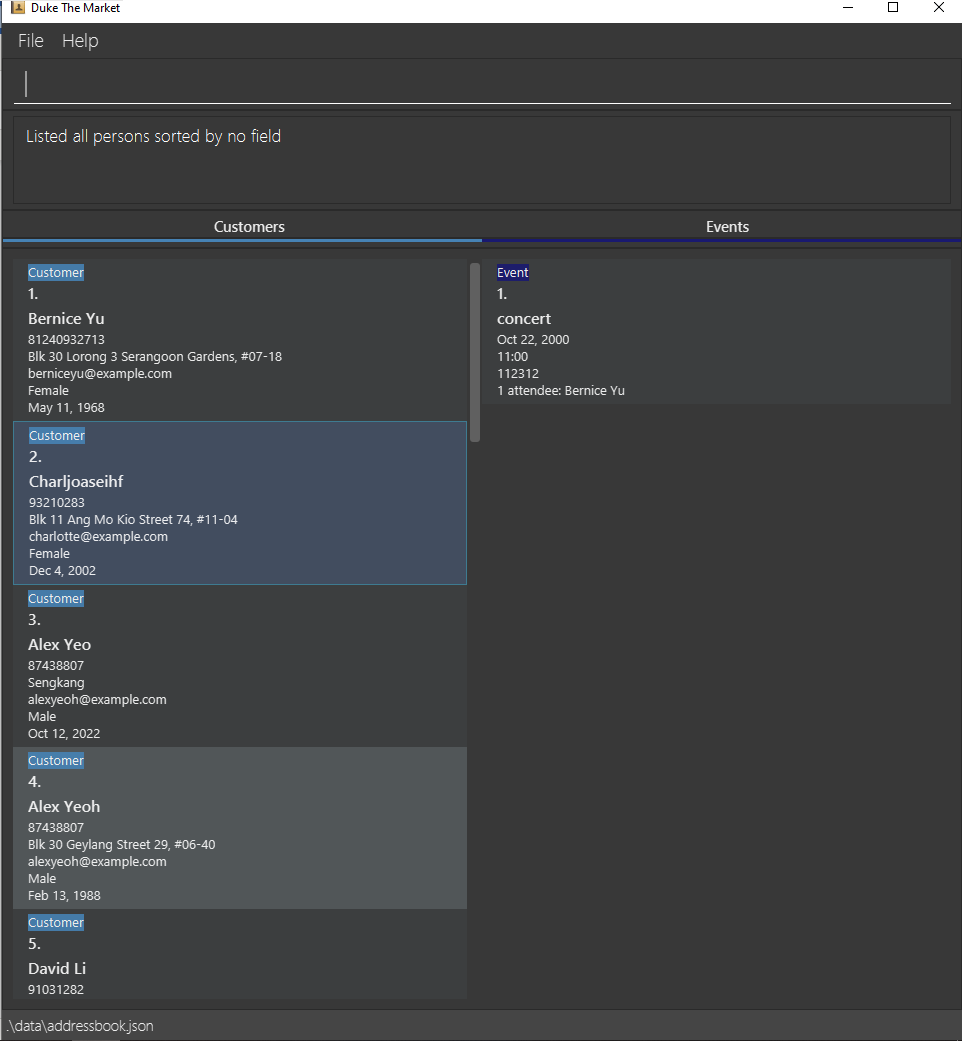 Duke The Market
File Help
Listed all persons sorted by no field
Customers
Events
Customer
1.
Bernice Yu
81240932713
Blk 30 Lorong 3 Serangoon Gardens, #07-18
berniceyu@example.com
Female
May 11, 1968
Customer
2.
Charljoaseihf
93210283
Blk 11 Ang Mo Kio Street 74, #11-04
charlotte@example.com
Female
Dec 4, 2002
Customer
3.
Alex Yeo
87438807
Sengkang
alexyeoh@example.com
Male
Oct 12, 2022
Customer
4.
Alex Yeoh
87438807
Blk 30 Geylang Street 29, #06-40
alexyeoh@example.com
Male
Feb 13, 1988
Customer
5.
David Li
91031282
Event
1.
concert
Oct 22, 2000
11:00
112312
1 attendee: Bernice Yu
.\data\addressbook.json